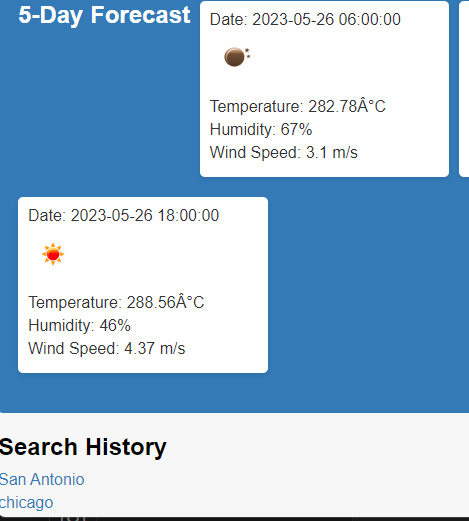 5-Day Forecast
Date: 2023-05-26 06:00:00
Temperature: 282.78Â°C
Humidity: 67%
Wind Speed: 3.1 m/s
Date: 2023-05-26 18:00:00
Temperature: 288.56Â°C
Humidity: 46%
Wind Speed: 4.37 m/s
Search History
San Antonio
chicago